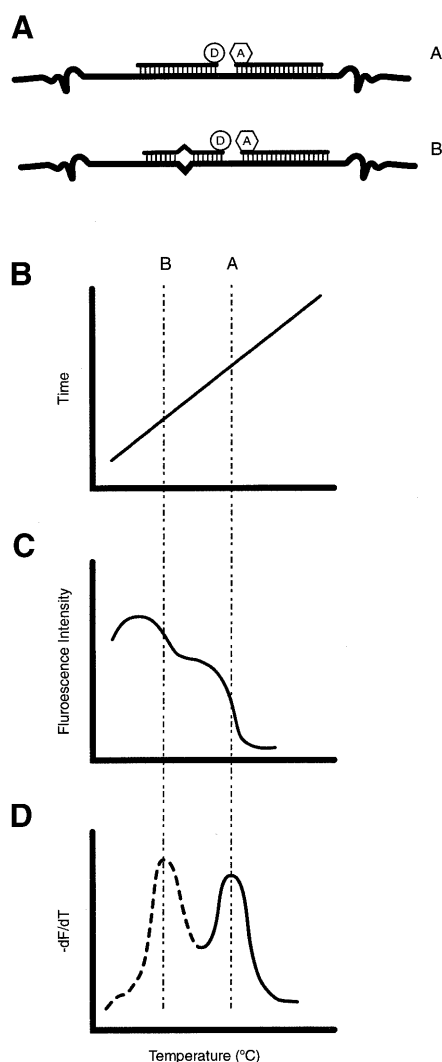 A
D A
A
D A
B
B
B A
Time
C
Fluroescence Intensity
D
-dF/dT
Temperature (°C)